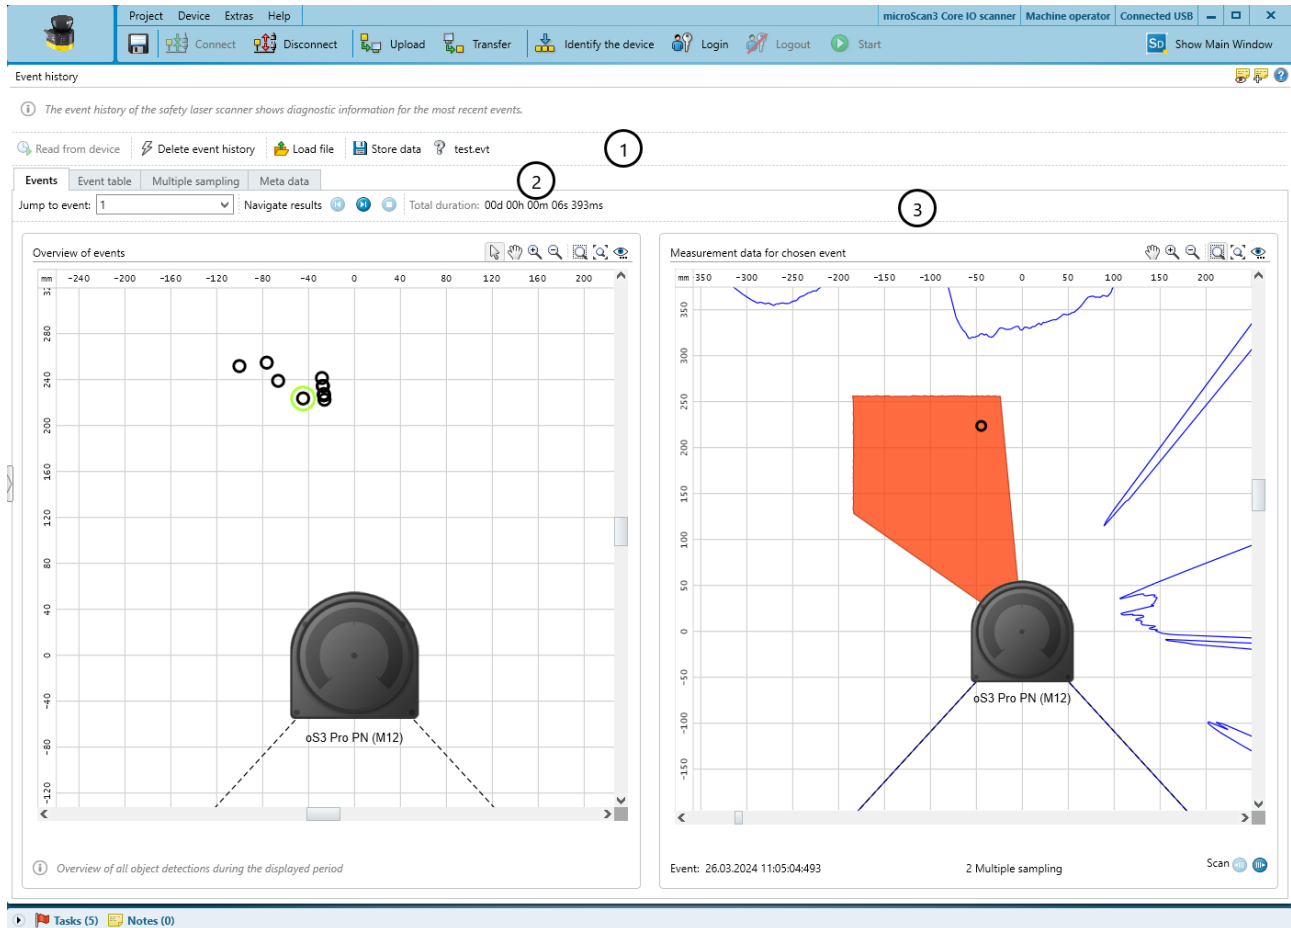 Project Device Extras Help microScan3 Core IO scanner Machine operator Connected USB
Connect Disconnect Upload Transfer Identify the device Login Logout Start SD Show Main Window
Event history
The event history of the safety laser scanner shows diagnostic information for the most recent events.
Read from device Delete event history Load file Store data test.evt 1
Events Event table Multiple sampling Meta data 2
Jump to event: 1 Navigate results Total duration: 00d 00h 00m 06s 393ms 3
Overview of events
mm -240 -200 -160 -120 -80 -40 0 40 80 120 160 200
280
240
200
160
120
80
40
0
-40
-80
-120
oS3 Pro PN (M12)
Overview of all object detections during the displayed period
Measurement data for chosen event
mm 350 -300 -250 -200 -150 -100 -50 0 50 100 150 200
350
300
250
200
150
100
50
0
-50
-100
-150
oS3 Pro PN (M12)
Event: 26.03.2024 11:05:04:493 2 Multiple sampling Scan
Tasks (5) Notes (0)